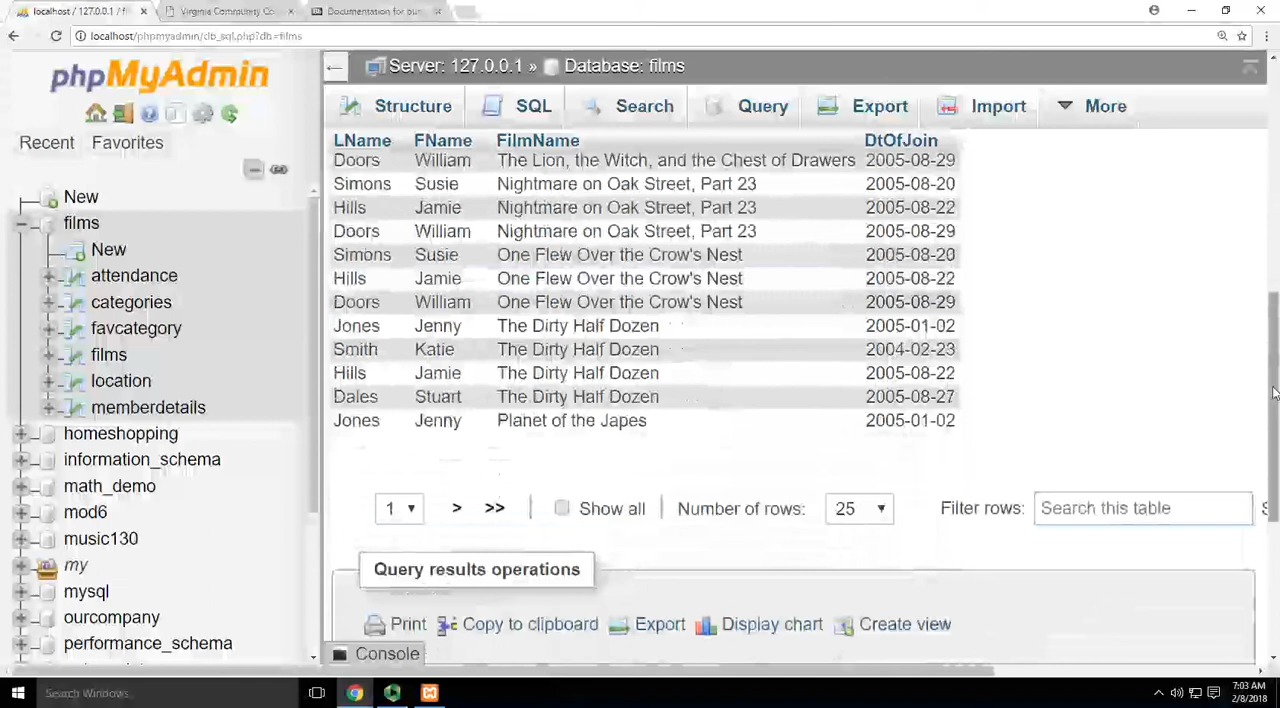 localhost / 127.0.0.1 / fi
Virginia Community Co
Documentation for bu
localhost/phpmyadmin/db_sql.php?db=films
phpMyAdmin
Recent Favorites
New
films
New
attendance
categories
favcategory
films
location
memberdetails
homeshopping
information_schema
math_demo
mod6
music130
my
mysql
ourcompany
performance_schema
Server: 127.0.0.1 » Database: films
Structure SQL Search Query Export Import More
LName FName FilmName DtOfJoin
Doors William The Lion, the Witch, and the Chest of Drawers 2005-08-29
Simons Susie Nightmare on Oak Street, Part 23 2005-08-20
Hills Jamie Nightmare on Oak Street, Part 23 2005-08-22
Doors William Nightmare on Oak Street, Part 23 2005-08-29
Simons Susie One Flew Over the Crow's Nest 2005-08-20
Hills Jamie One Flew Over the Crow's Nest 2005-08-22
Doors William One Flew Over the Crow's Nest 2005-08-29
Jones Jenny The Dirty Half Dozen 2005-01-02
Smith Katie The Dirty Half Dozen 2004-02-23
Hills Jamie The Dirty Half Dozen 2005-08-22
Dales Stuart The Dirty Half Dozen 2005-08-27
Jones Jenny Planet of the Japes 2005-01-02
1 > >> Show all Number of rows: 25 Filter rows: Search this table
Query results operations
Print Copy to clipboard Export Display chart Create view
Console
Search Windows
7:03 AM
2/8/2018